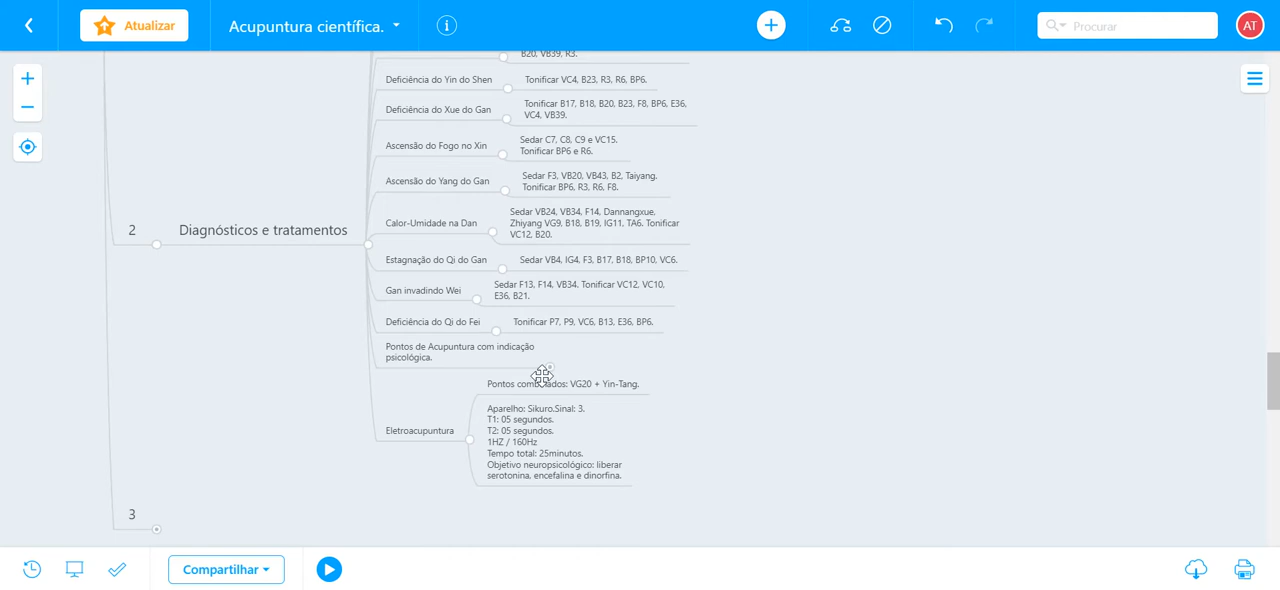 Atualizar
Acupuntura científica.
Procurar
AT
B20, VB39, R3.
Deficiência do Yin do Shen
Tonificar VC4, B23, R3, R6, BP6.
Deficiência do Xue do Gan
Tonificar B17, B18, B20, B23, F8, BP6, E36,
VC4, VB39.
Ascensão do Fogo no Xin
Sedar C7, C8, C9 e VC15.
Tonificar BP6 e R6.
Ascensão do Yang do Gan
Sedar F3, VB20, VB43, B2, Taiyang.
Tonificar BP6, R3, R6, F8.
2
Diagnósticos e tratamentos
Calor-Umidade na Dan
Sedar VB24, VB34, F14, Dannangxue,
Zhiyang VG9, B18, B19, IG11, TA6. Tonificar
VC12, B20.
Estagnação do Qi do Gan
Sedar VB4, IG4, F3, B17, B18, BP10, VC6.
Gan invadindo Wei
Sedar F13, F14, VB34. Tonificar VC12, VC10,
E36, B21.
Deficiência do Qi do Fei
Tonificar P7, P9, VC6, B13, E36, BP6.
Pontos de Acupuntura com indicação
psicológica.
Eletroacupuntura
Pontos combinados: VG20 + Yin-Tang.
Aparelho: Sikuro.Sinal: 3.
T1: 05 segundos.
T2: 05 segundos.
1HZ / 160Hz
Tempo total: 25minutos.
Objetivo neuropsicológico: liberar
serotonina, encefalina e dinorfina.
3
Compartilhar